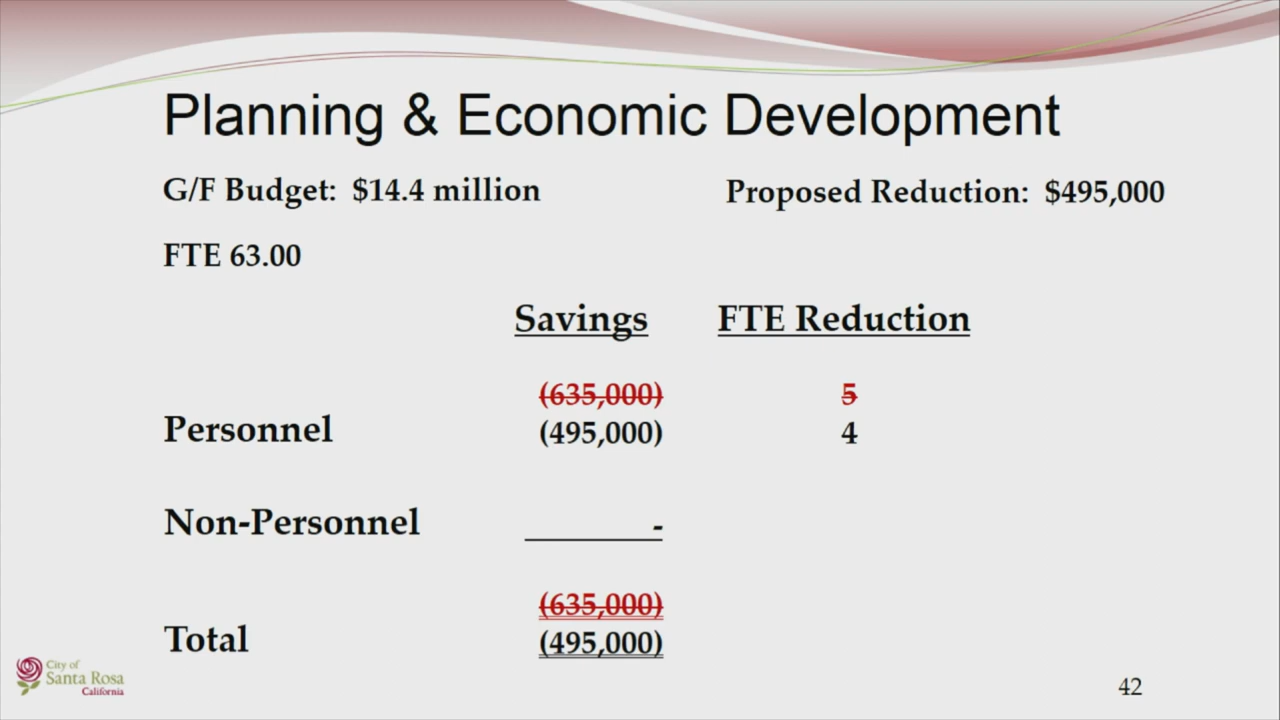 Planning & Economic Development
G/F Budget: $14.4 million Proposed Reduction: $495,000
FTE 63.00
Savings FTE Reduction
(635,000) 5
Personnel (495,000) 4
Non-Personnel -
(635,000)
Total (495,000)
City of
Santa Rosa
California
42